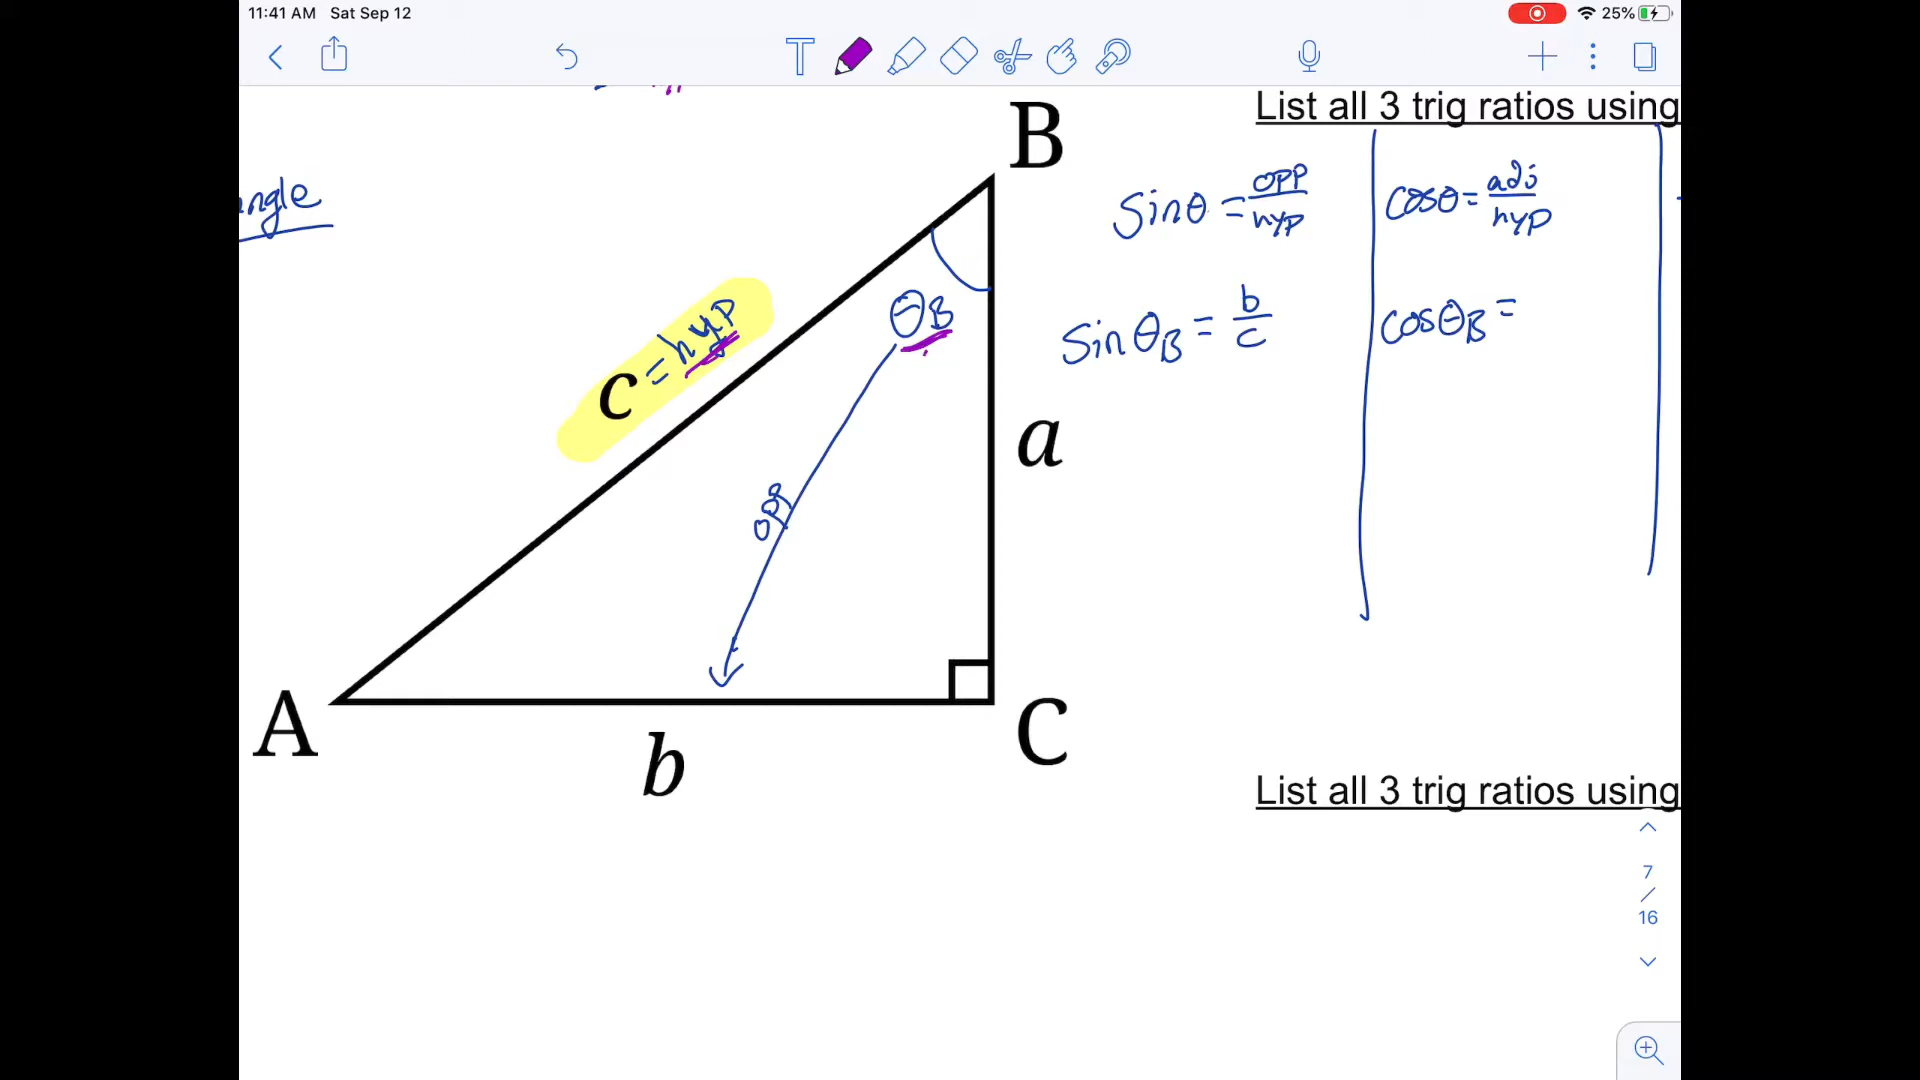 11:41 AM Sat Sep 12
25%
T
List all 3 trig ratios using
B
ngle
sinθ = opp/hyp
cosθ = adj/hyp
c = hyp
θB
sin θB = b/c
cosθB =
a
opp
A
b
C
List all 3 trig ratios using
7
/
16